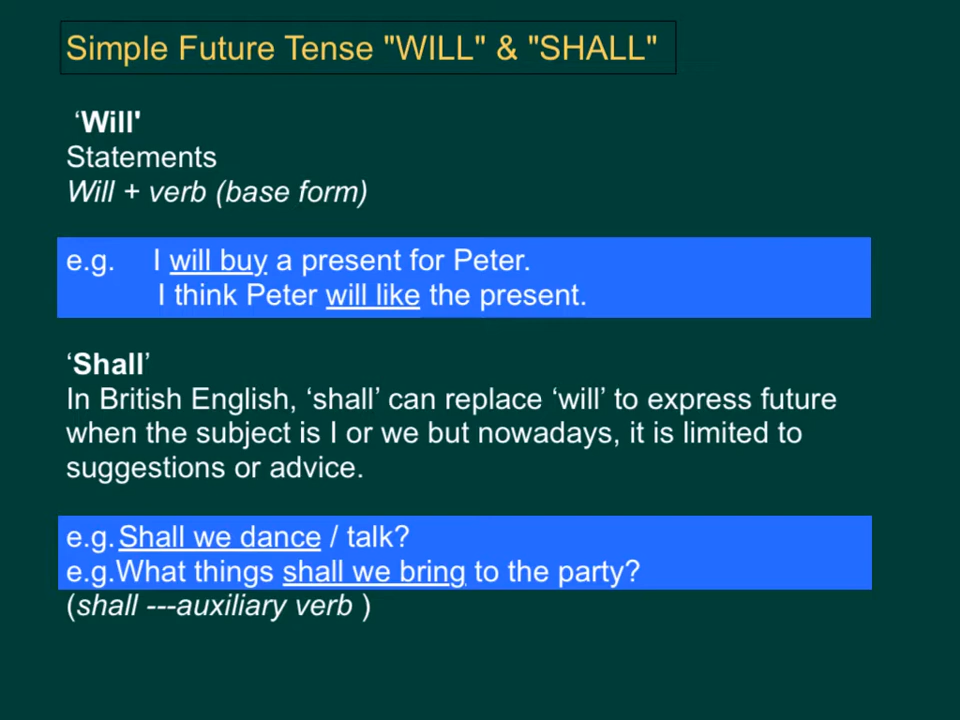 Simple Future Tense "WILL" & "SHALL"
‘Will'
Statements
Will + verb (base form)
e.g. I will buy a present for Peter.
I think Peter will like the present.
‘Shall’
In British English, ‘shall’ can replace ‘will’ to express future
when the subject is I or we but nowadays, it is limited to
suggestions or advice.
e.g. Shall we dance / talk?
e.g.What things shall we bring to the party?
(shall ---auxiliary verb )